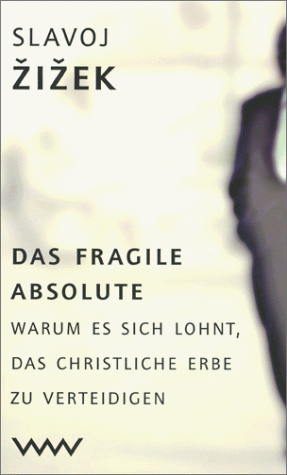 SLAVOJ
ŽIŽEK
DAS FRAGILE
ABSOLUTE
WARUM ES SICH LOHNT,
DAS CHRISTLICHE ERBE
ZU VERTEIDIGEN